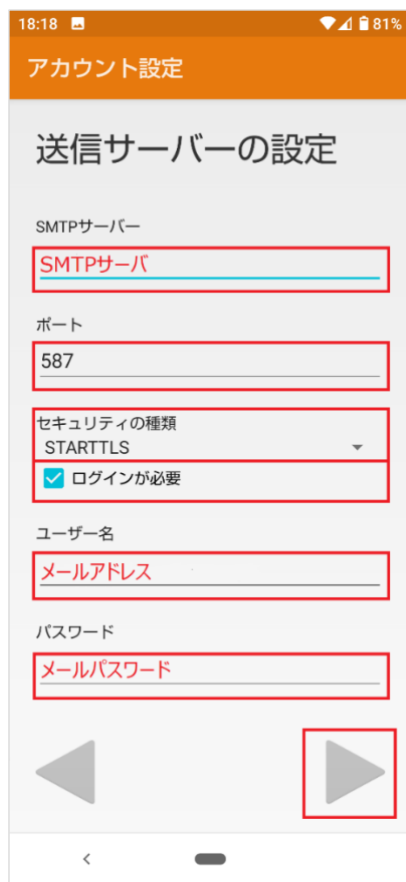 18:18
81%
アカウント設定
送信サーバーの設定
SMTPサーバー
SMTPサーバ
ポート
587
セキュリティの種類
STARTTLS
ログインが必要
ユーザー名
メールアドレス
パスワード
メールパスワード